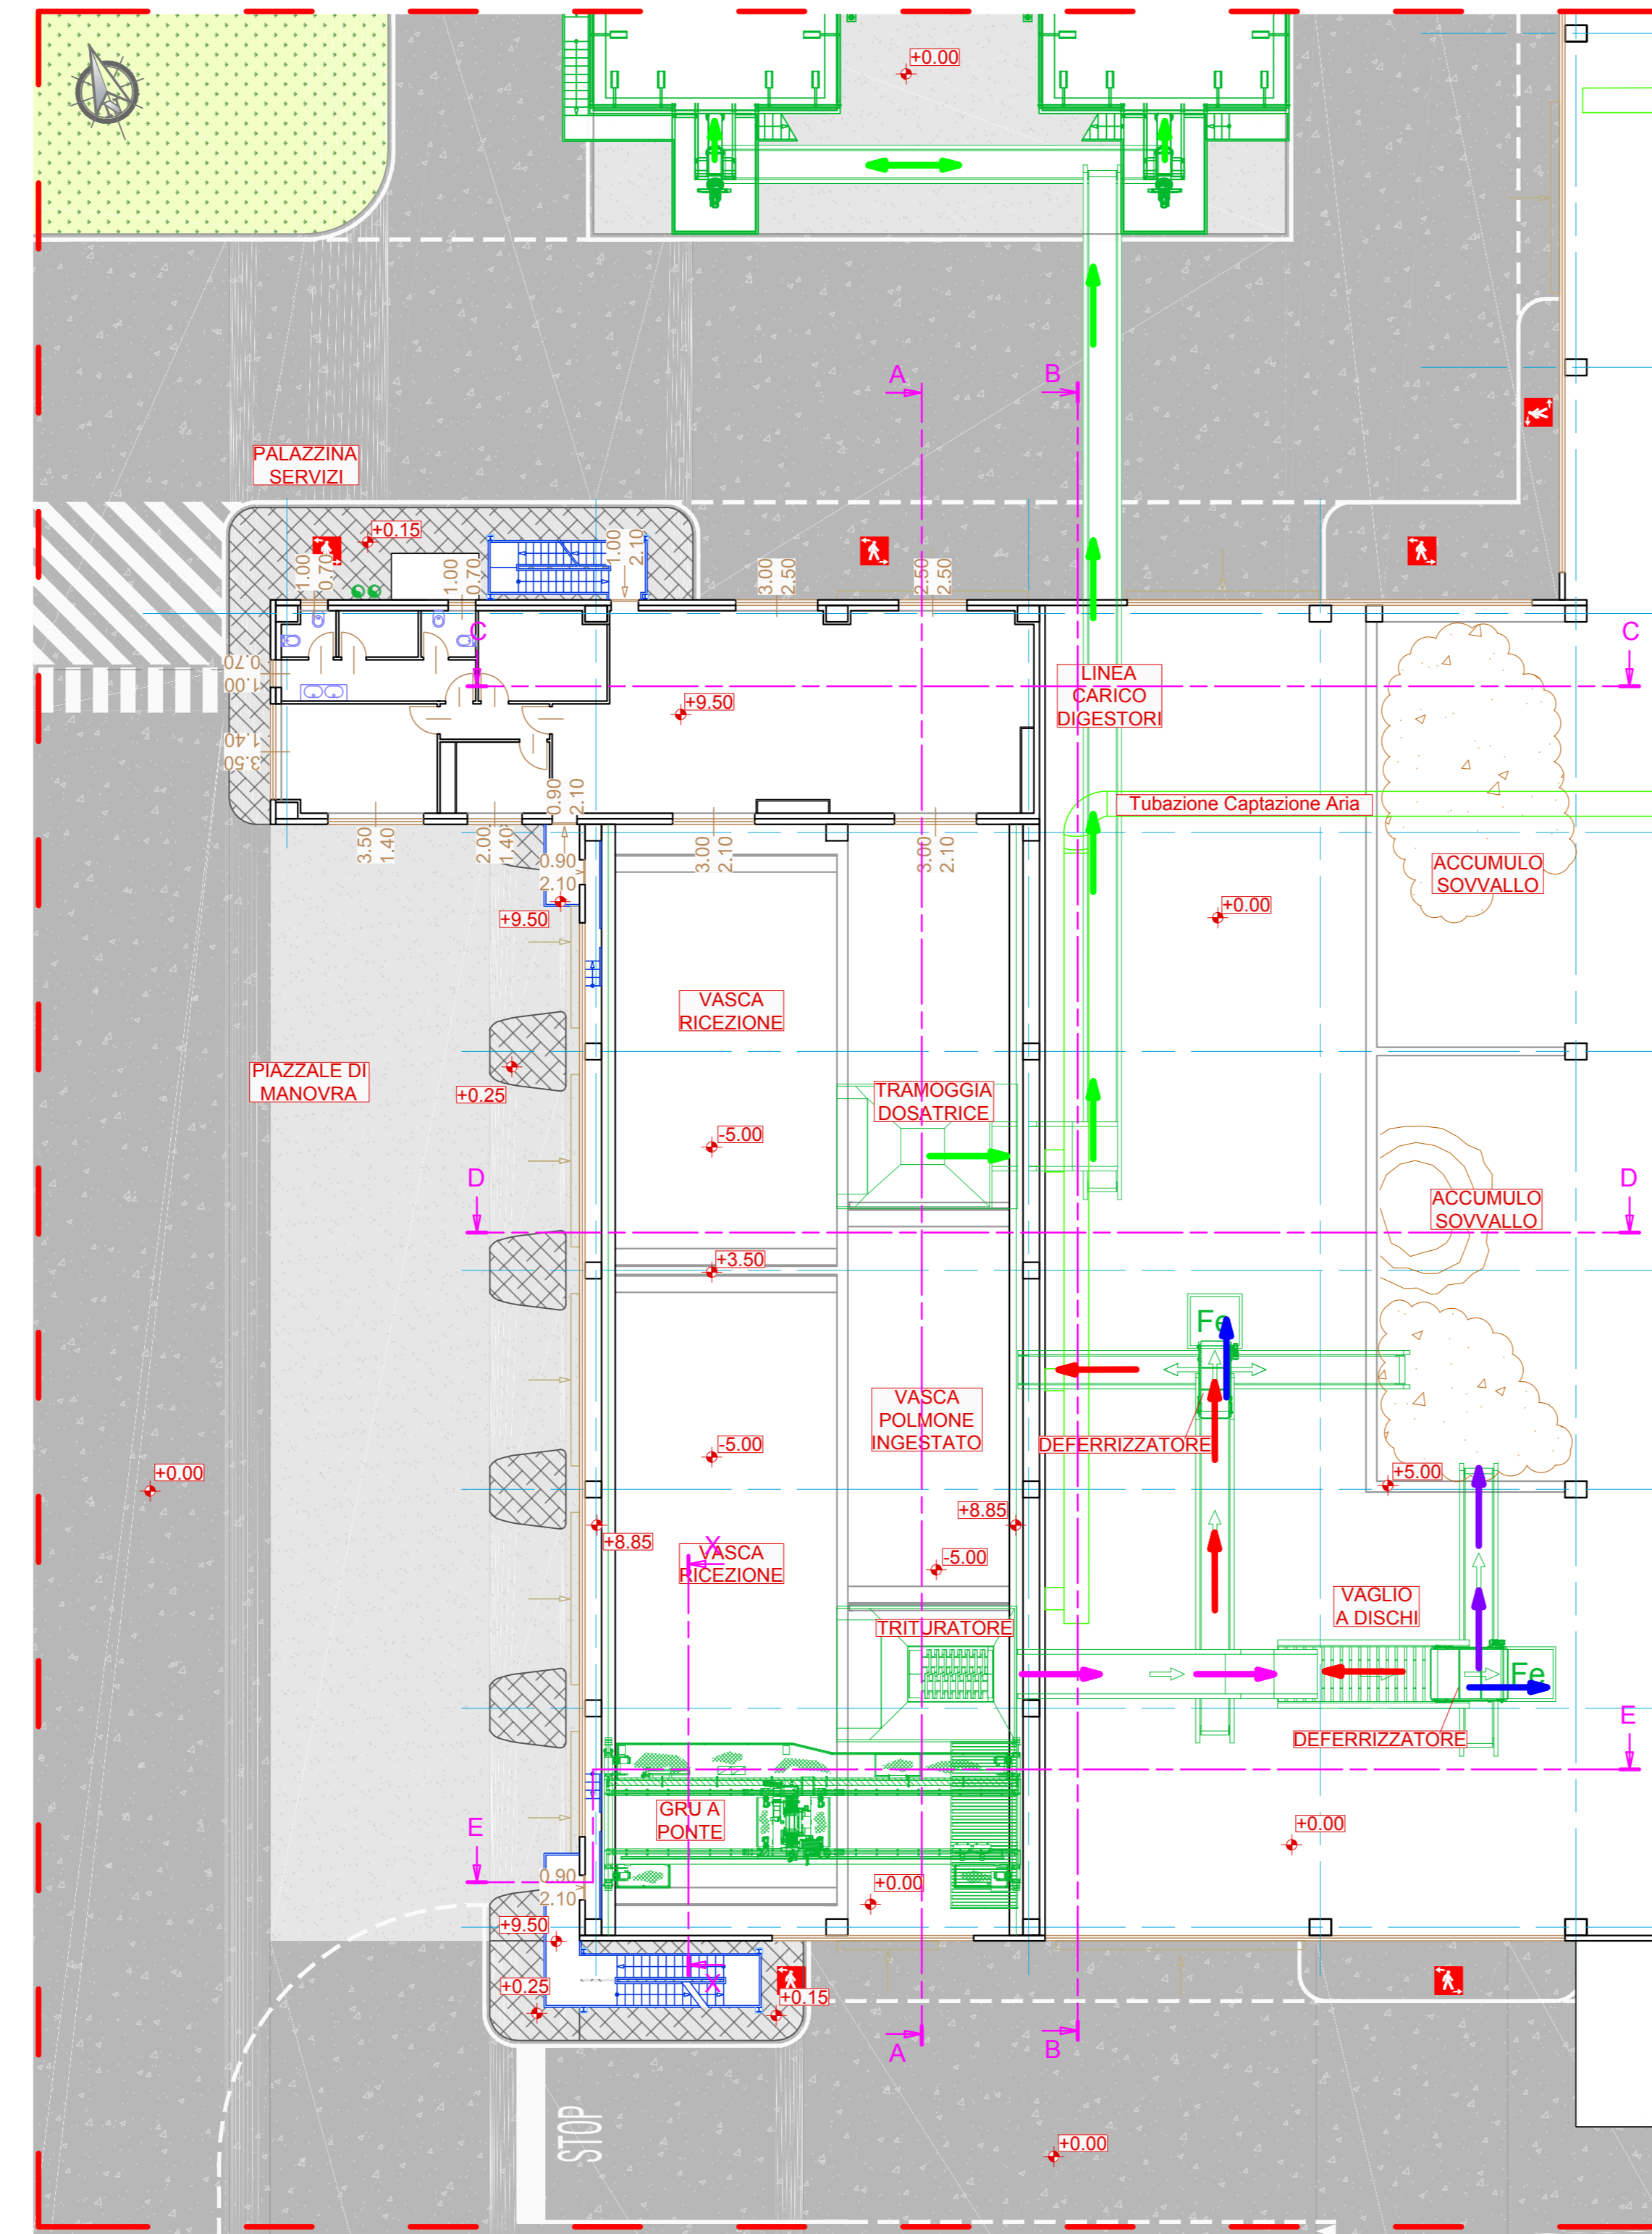 +0.00
A
B
PALAZZINA
SERVIZI
+0.15
1.00
0.70
1.00
0.70
1.00
2.10
3.00
2.50
2.50
2.50
C
C
0.70
1.00
1.40
3.50
+9.50
LINEA
CARICO
DIGESTORI
Tubazione Captazione Aria
3.50
1.40
2.00
1.40
0.90
2.10
0.90
2.10
3.00
2.10
3.00
2.10
+9.50
ACCUMULO
SOVVALLO
+0.00
VASCA
RICEZIONE
PIAZZALE DI
MANOVRA
+0.25
TRAMOGGIA
DOSATRICE
-5.00
D
D
ACCUMULO
SOVVALLO
+3.50
Fe
VASCA
POLMONE
INGESTATO
DEFERRIZZATORE
-5.00
+0.00
+5.00
+8.85
+8.85
X
VASCA
RICEZIONE
-5.00
VAGLIO
A DISCHI
TRITURATORE
Fe
DEFERRIZZATORE
E
GRU A
PONTE
E
+0.00
0.90
2.10
+0.00
+9.50
+0.25
X
+0.15
A
B
STOP
+0.00